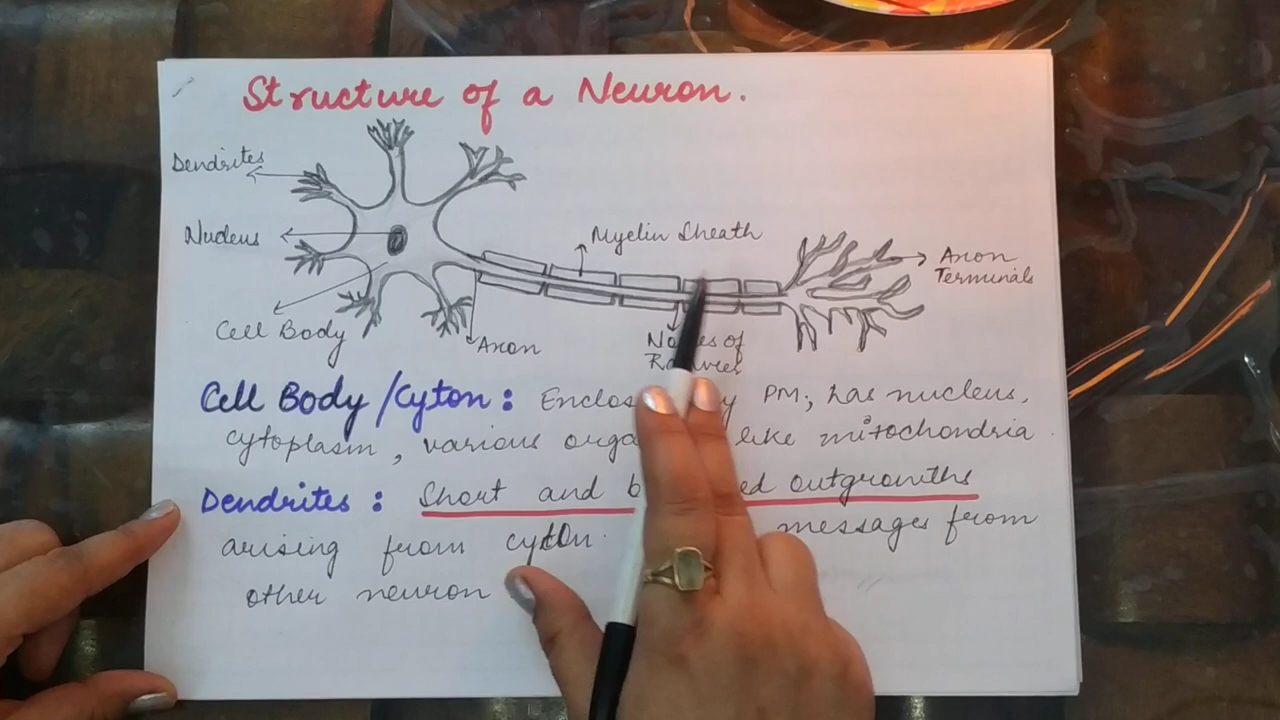 Structure of a Neuron.
Dendrites
Nucleus
Myelin Sheath
Axon
Terminals
Cell Body
Axon
of
Cell Body/Cyton: PM; has nucleus,
cytoplasm, various like mitochondria.
Dendrites: Short and outgrowths
arising from cyton. messages from
other neuron